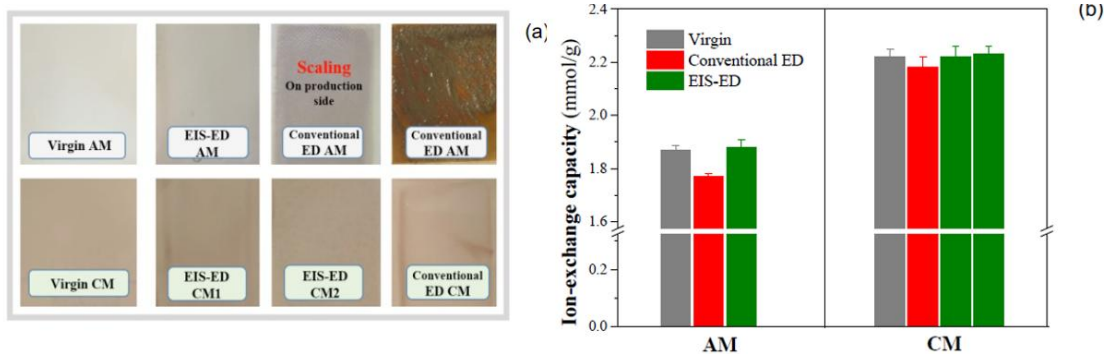 (a)
Scaling
On production
side
Virgin AM
EIS-ED
AM
Conventional
ED AM
Conventional
ED AM
Virgin CM
EIS-ED
CM1
EIS-ED
CM2
Conventional
ED CM
(b)
Ion-exchange capacity (mmol/g)
2.4
2.2
2.0
1.8
1.6
0.2
0.0
Virgin
Conventional ED
EIS-ED
AM
CM